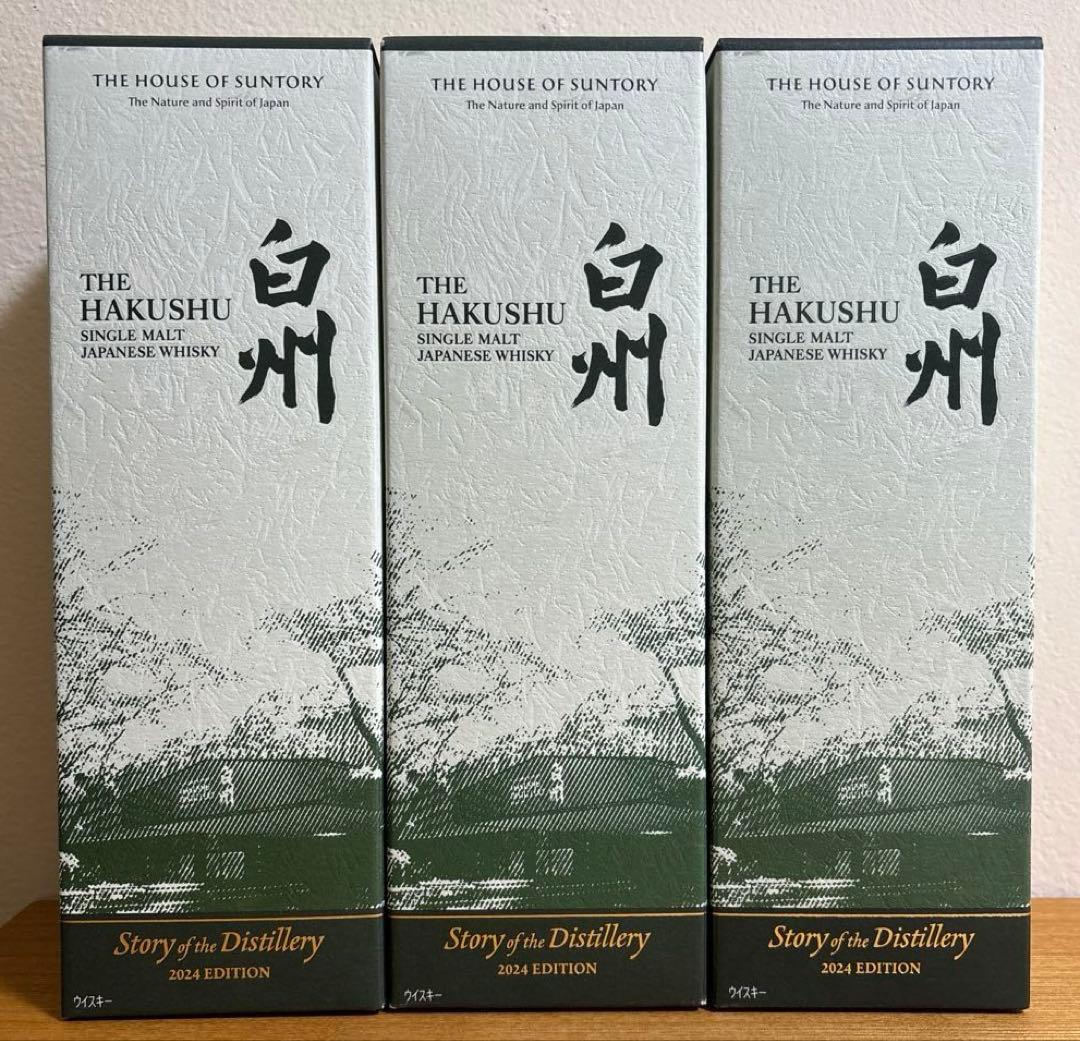 THE HOUSE OF SUNTORY
The Nature and Spirit of Japan
THE
HAKUSHU
SINGLE MALT
JAPANESE WHISKY
白州
Story of the Distillery
2024 EDITION
ウイスキー
THE HOUSE OF SUNTORY
The Nature and Spirit of Japan
THE
HAKUSHU
SINGLE MALT
JAPANESE WHISKY
白州
Story of the Distillery
2024 EDITION
ウイスキー
THE HOUSE OF SUNTORY
The Nature and Spirit of Japan
THE
HAKUSHU
SINGLE MALT
JAPANESE WHISKY
白州
Story of the Distillery
2024 EDITION
ウイスキー